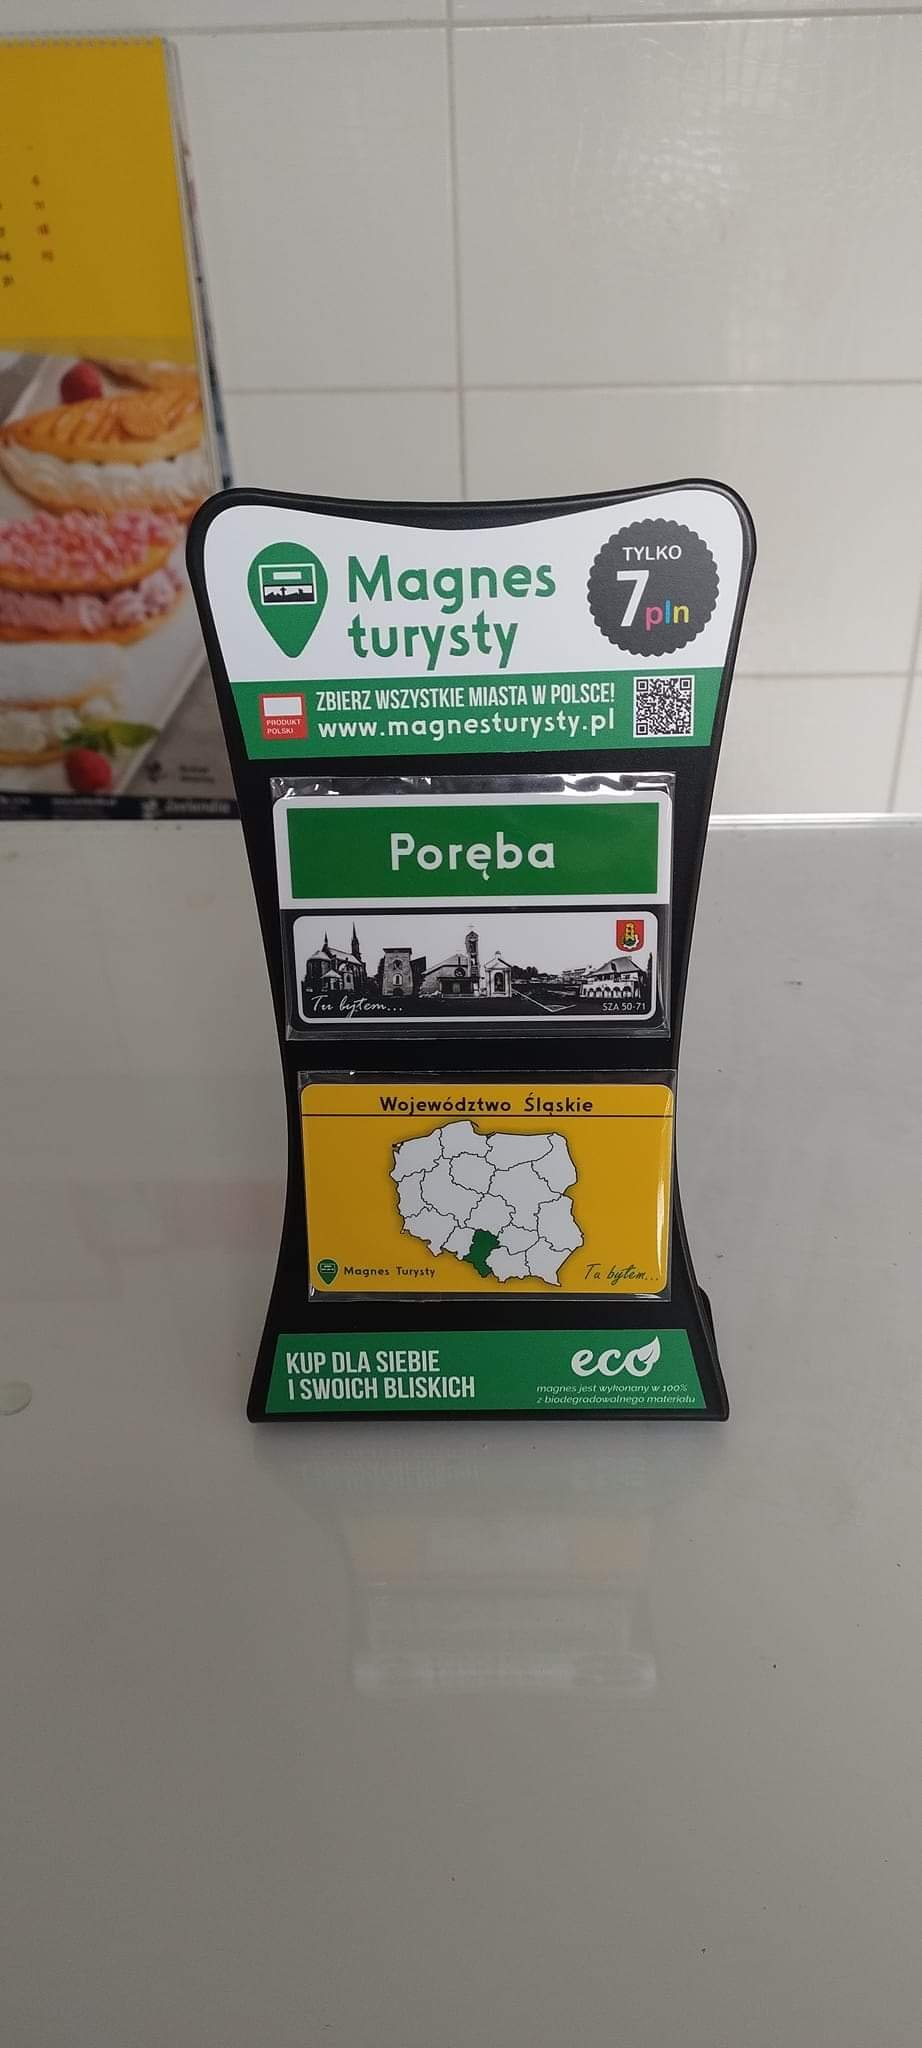 Magnes
turysty
TYLKO
7pln
PRODUKT
POLSKI
ZBIERZ WSZYSTKIE MIASTA W POLSCE!
www.magnesturysty.pl
Poręba
Tu byłem...
SZA 50-71
Województwo Śląskie
Magnes Turysty
Tu byłem...
KUP DLA SIEBIE
I SWOICH BLISKICH
eco
magnes jest wykonany w 100%
z biodegradowalnego materiału